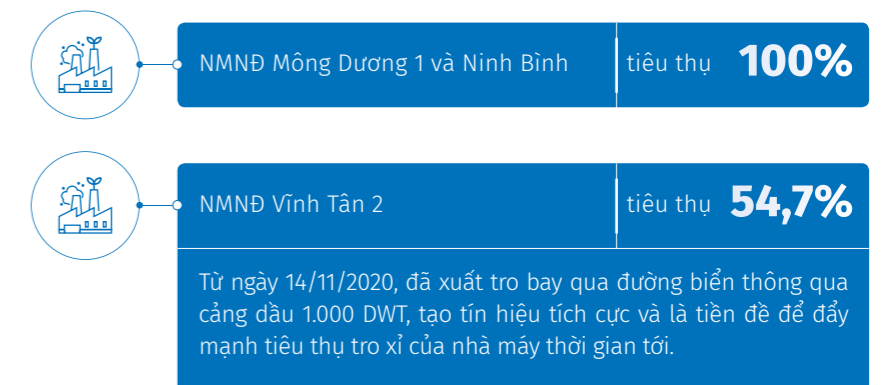 NMNĐ Mông Dương 1 và Ninh Bình tiêu thụ 100%
NMNĐ Vĩnh Tân 2 tiêu thụ 54,7%
Từ ngày 14/11/2020, đã xuất tro bay qua đường biển thông qua
cảng dầu 1.000 DWT, tạo tín hiệu tích cực và là tiền đề để đẩy
mạnh tiêu thụ tro xỉ của nhà máy thời gian tới.